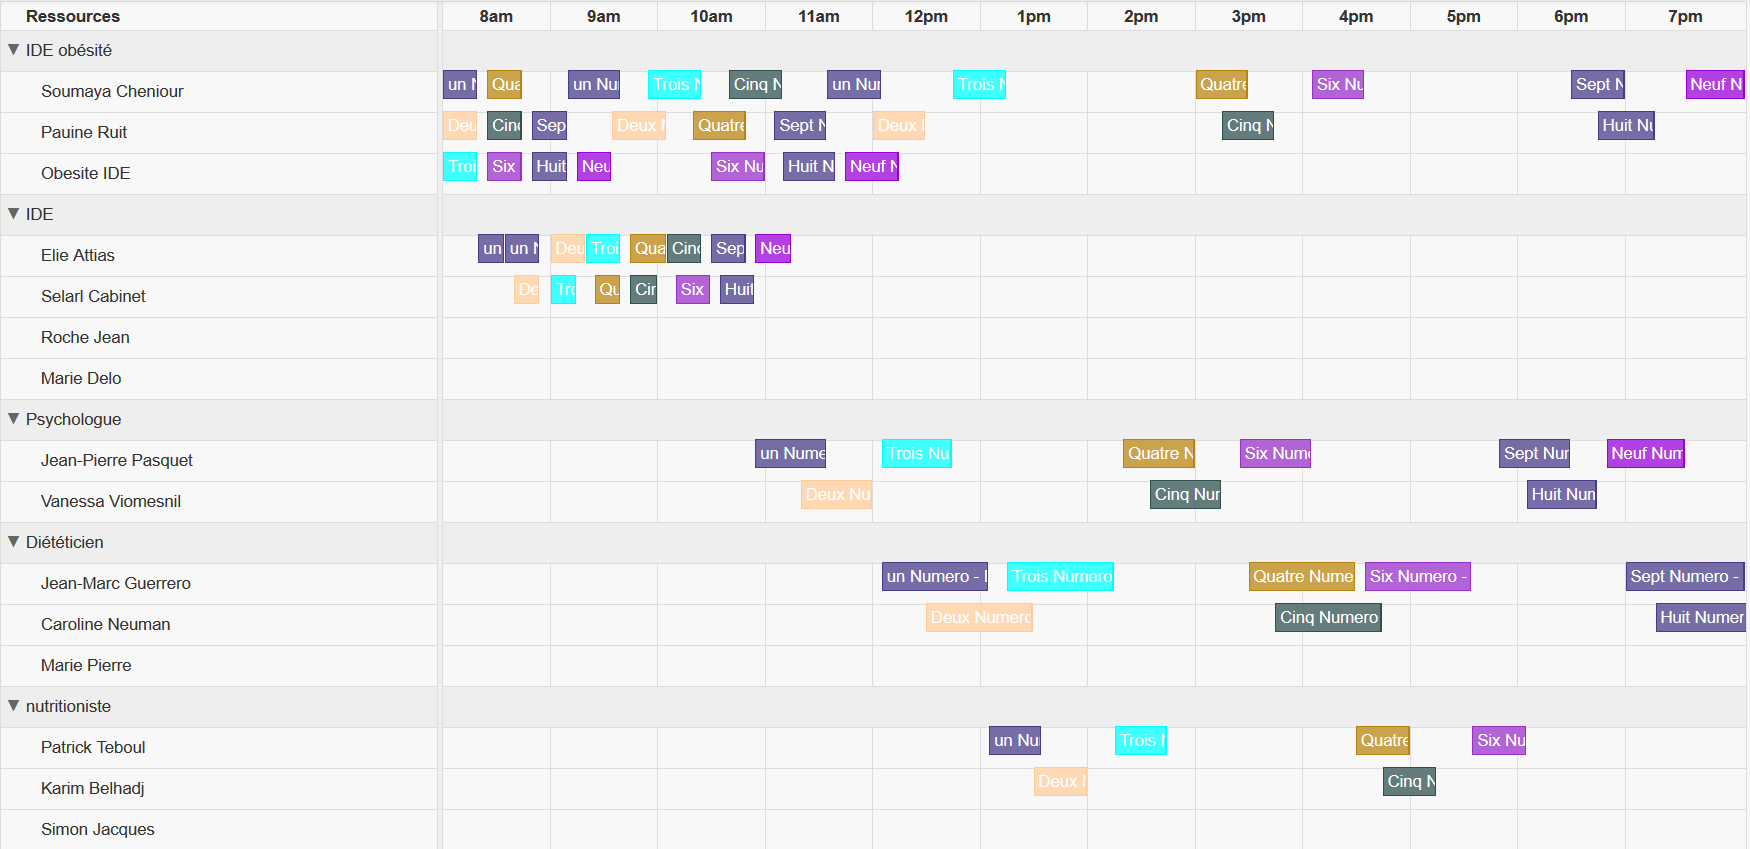 Ressources 8am 9am 10am 11am 12pm 1pm 2pm 3pm 4pm 5pm 6pm 7pm
▼ IDE obésité
Soumaya Cheniour un N Qua un Nu Trois N Cinq N un Nur Trois N Quatre Six Nu Sept N Neuf N
Pauine Ruit Deu Cinq Sep Deux N Quatre Sept N Deux N Cinq N Huit Nu
Obesite IDE Troi Six Huit Neu Six Nu Huit N Neuf N
▼ IDE
Elie Attias un un N Deu Troi Qua Cinq Sep Neu
Selarl Cabinet De Tro Qu Cin Six Huit
Roche Jean
Marie Delo
▼ Psychologue
Jean-Pierre Pasquet un Nume Trois Nu Quatre N Six Nume Sept Nur Neuf Num
Vanessa Viomesnil Deux Nu Cinq Nur Huit Num
▼ Diététicien
Jean-Marc Guerrero un Numero - Trois Numero Quatre Nume Six Numero - Sept Numero -
Caroline Neuman Deux Numero Cinq Numero Huit Numer
Marie Pierre
▼ nutritioniste
Patrick Teboul un Nu Trois N Quatre Six Nu
Karim Belhadj Deux N Cinq N
Simon Jacques